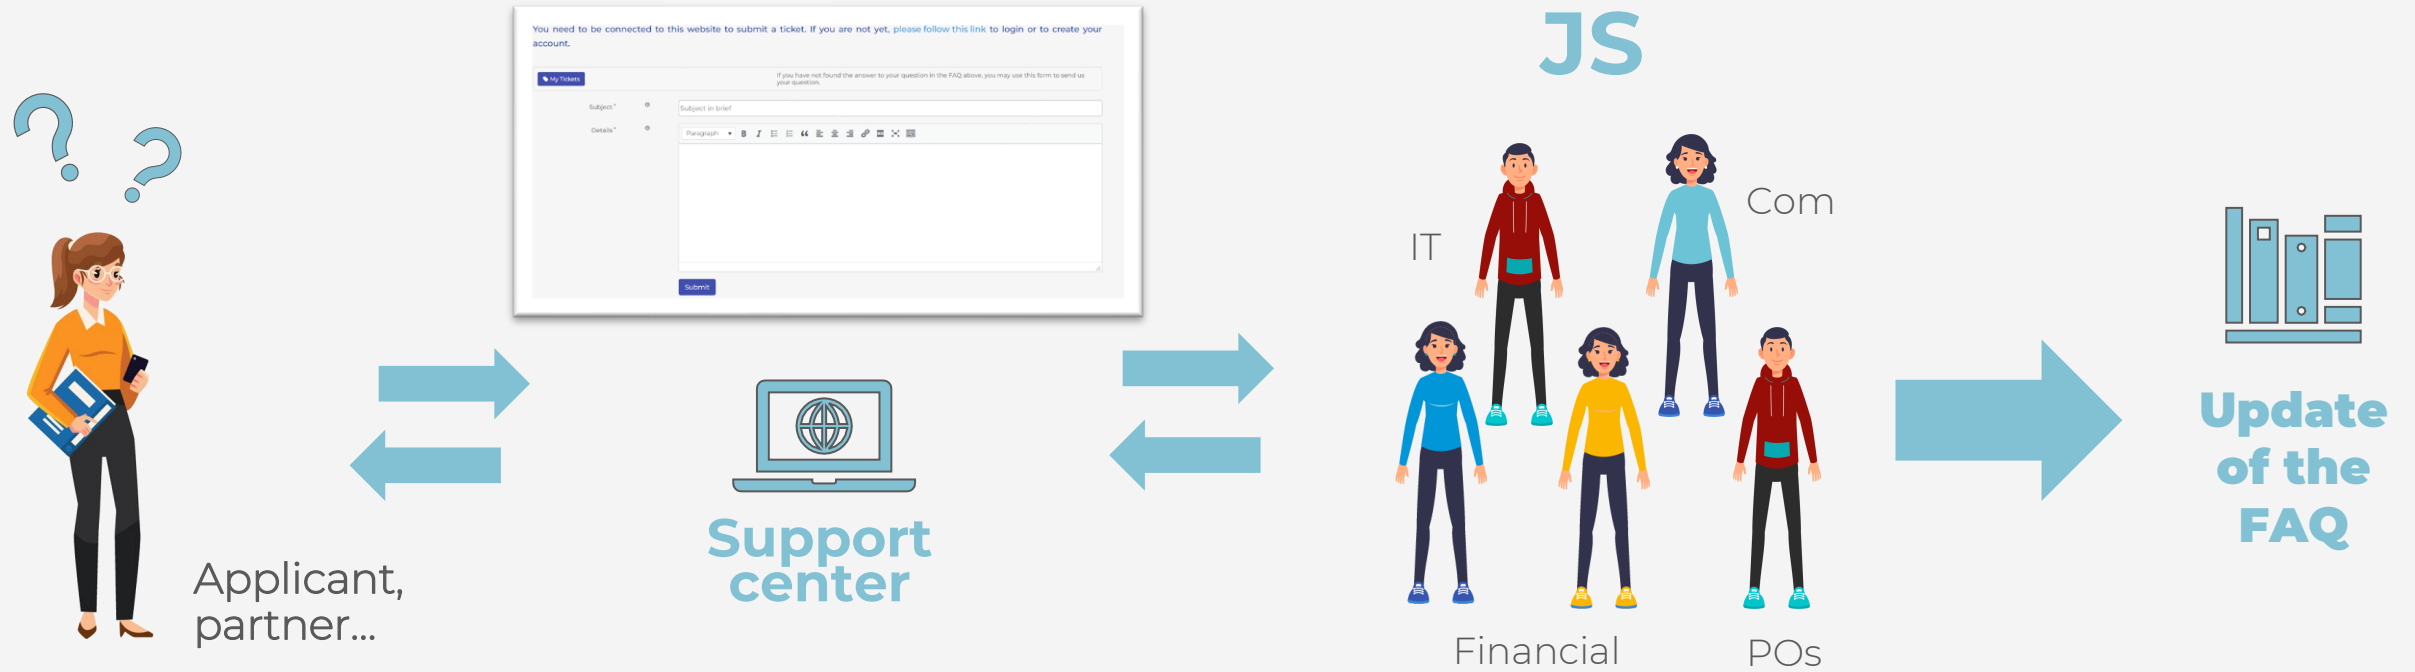 You need to be connected to this website to submit a ticket. If you are not yet, please follow this link to login or to create your
account.
My Tickets
If you have not found the answer to your question in the FAQ above, you may use this form to send us
your question.
Subject *
Subject in brief
Details *
Paragraph
Submit
Applicant,
partner...
Support
center
JS
IT
Com
Financial
POs
Update
of the
FAQ